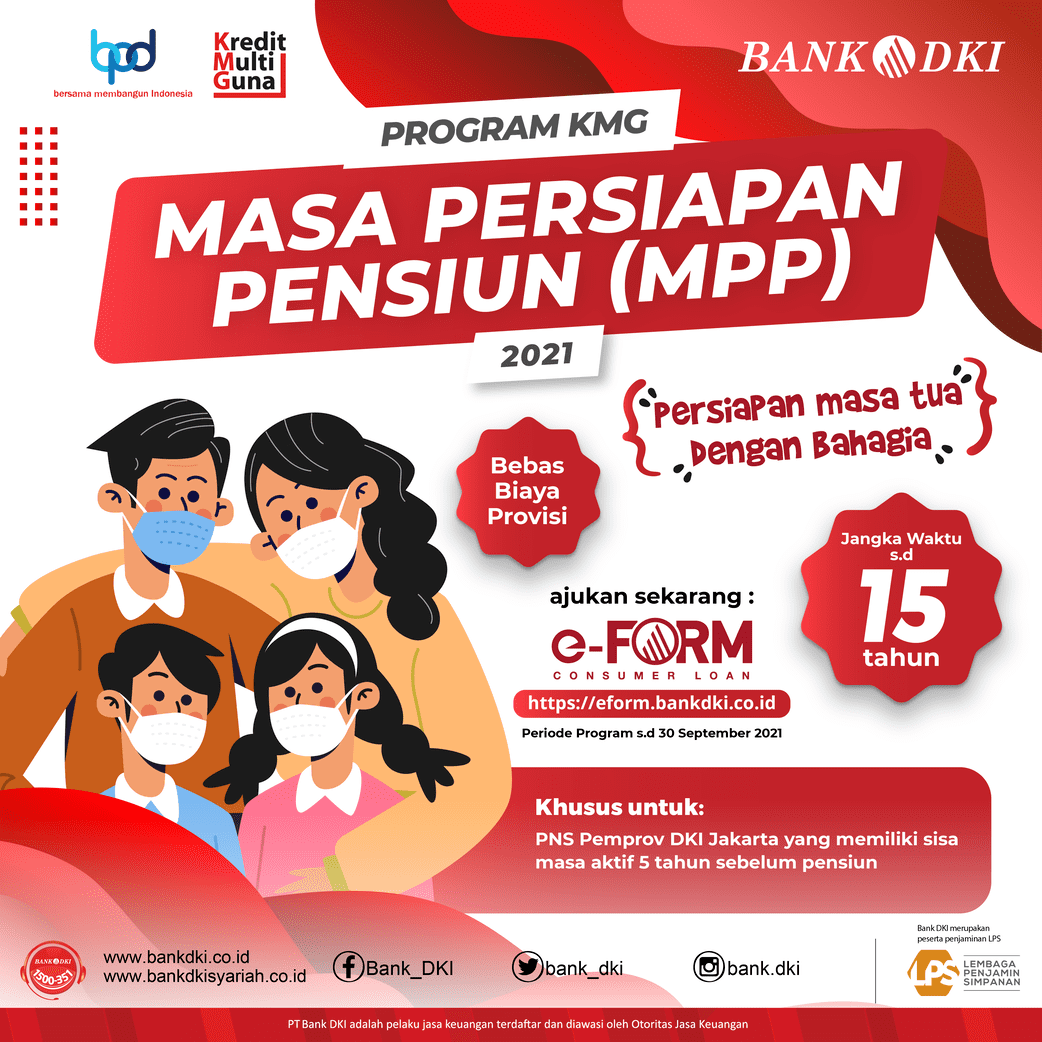 bpd
bersama membangun Indonesia
Kredit
Multi
Guna
BANK DKI
PROGRAM KMG
MASA PERSIAPAN
PENSIUN (MPP)
2021
Persiapan masa tua
Dengan Bahagia
Bebas
Biaya
Provisi
Jangka Waktu
s.d
15
tahun
ajukan sekarang :
e-FORM
CONSUMER LOAN
https://eform.bankdki.co.id
Periode Program s.d 30 September 2021
Khusus untuk:
PNS Pemprov DKI Jakarta yang memiliki sisa
masa aktif 5 tahun sebelum pensiun
BANK DKI
1500-351
www.bankdki.co.id
www.bankdkisyariah.co.id
Bank_DKI
bank_dki
bank.dki
Bank DKI merupakan
peserta penjaminan LPS
LPS
LEMBAGA
PENJAMIN
SIMPANAN
PT Bank DKI adalah pelaku jasa keuangan terdaftar dan diawasi oleh Otoritas Jasa Keuangan